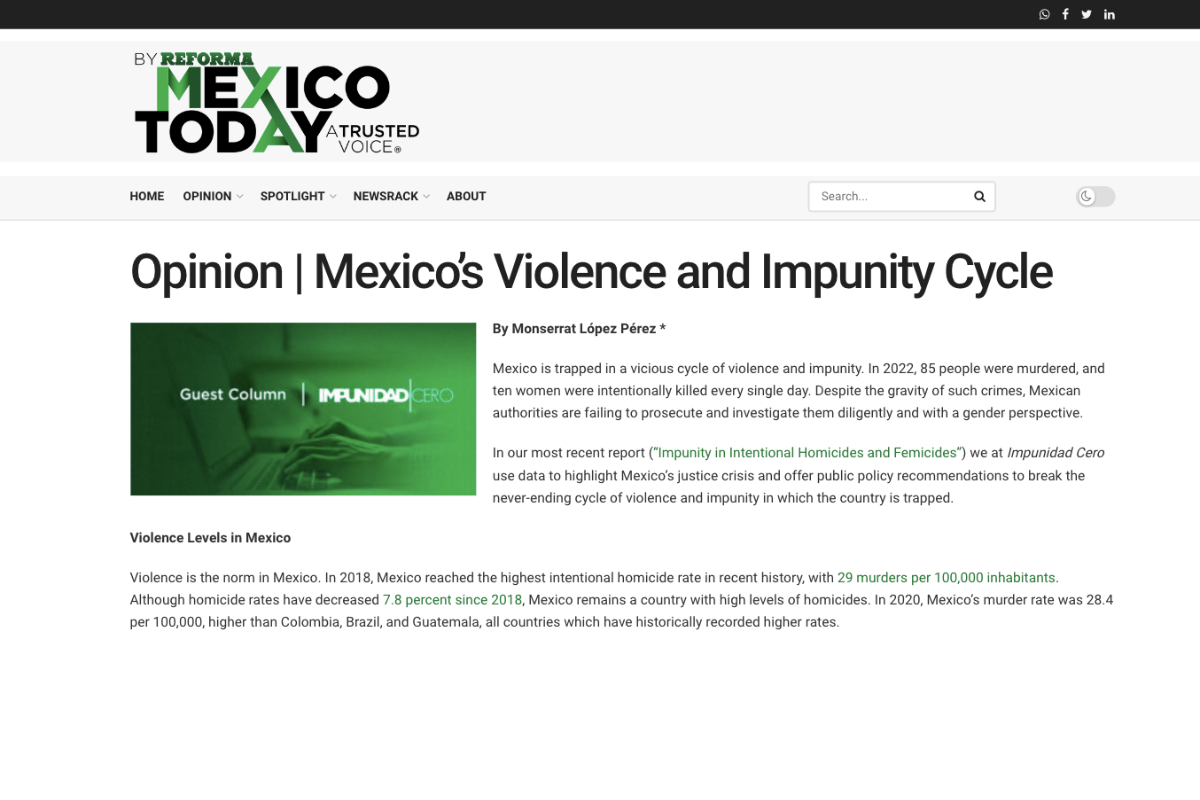 BY REFORMA
MEXICO
TODAY A TRUSTED
VOICE®
HOME OPINION SPOTLIGHT NEWSRACK ABOUT
Search...
Opinion | Mexico’s Violence and Impunity Cycle
Guest Column | IMPUNIDAD CERO
By Monserrat López Pérez *
Mexico is trapped in a vicious cycle of violence and impunity. In 2022, 85 people were murdered, and
ten women were intentionally killed every single day. Despite the gravity of such crimes, Mexican
authorities are failing to prosecute and investigate them diligently and with a gender perspective.
In our most recent report (“Impunity in Intentional Homicides and Femicides”) we at Impunidad Cero
use data to highlight Mexico’s justice crisis and offer public policy recommendations to break the
never-ending cycle of violence and impunity in which the country is trapped.
Violence Levels in Mexico
Violence is the norm in Mexico. In 2018, Mexico reached the highest intentional homicide rate in recent history, with 29 murders per 100,000 inhabitants.
Although homicide rates have decreased 7.8 percent since 2018, Mexico remains a country with high levels of homicides. In 2020, Mexico’s murder rate was 28.4
per 100,000, higher than Colombia, Brazil, and Guatemala, all countries which have historically recorded higher rates.